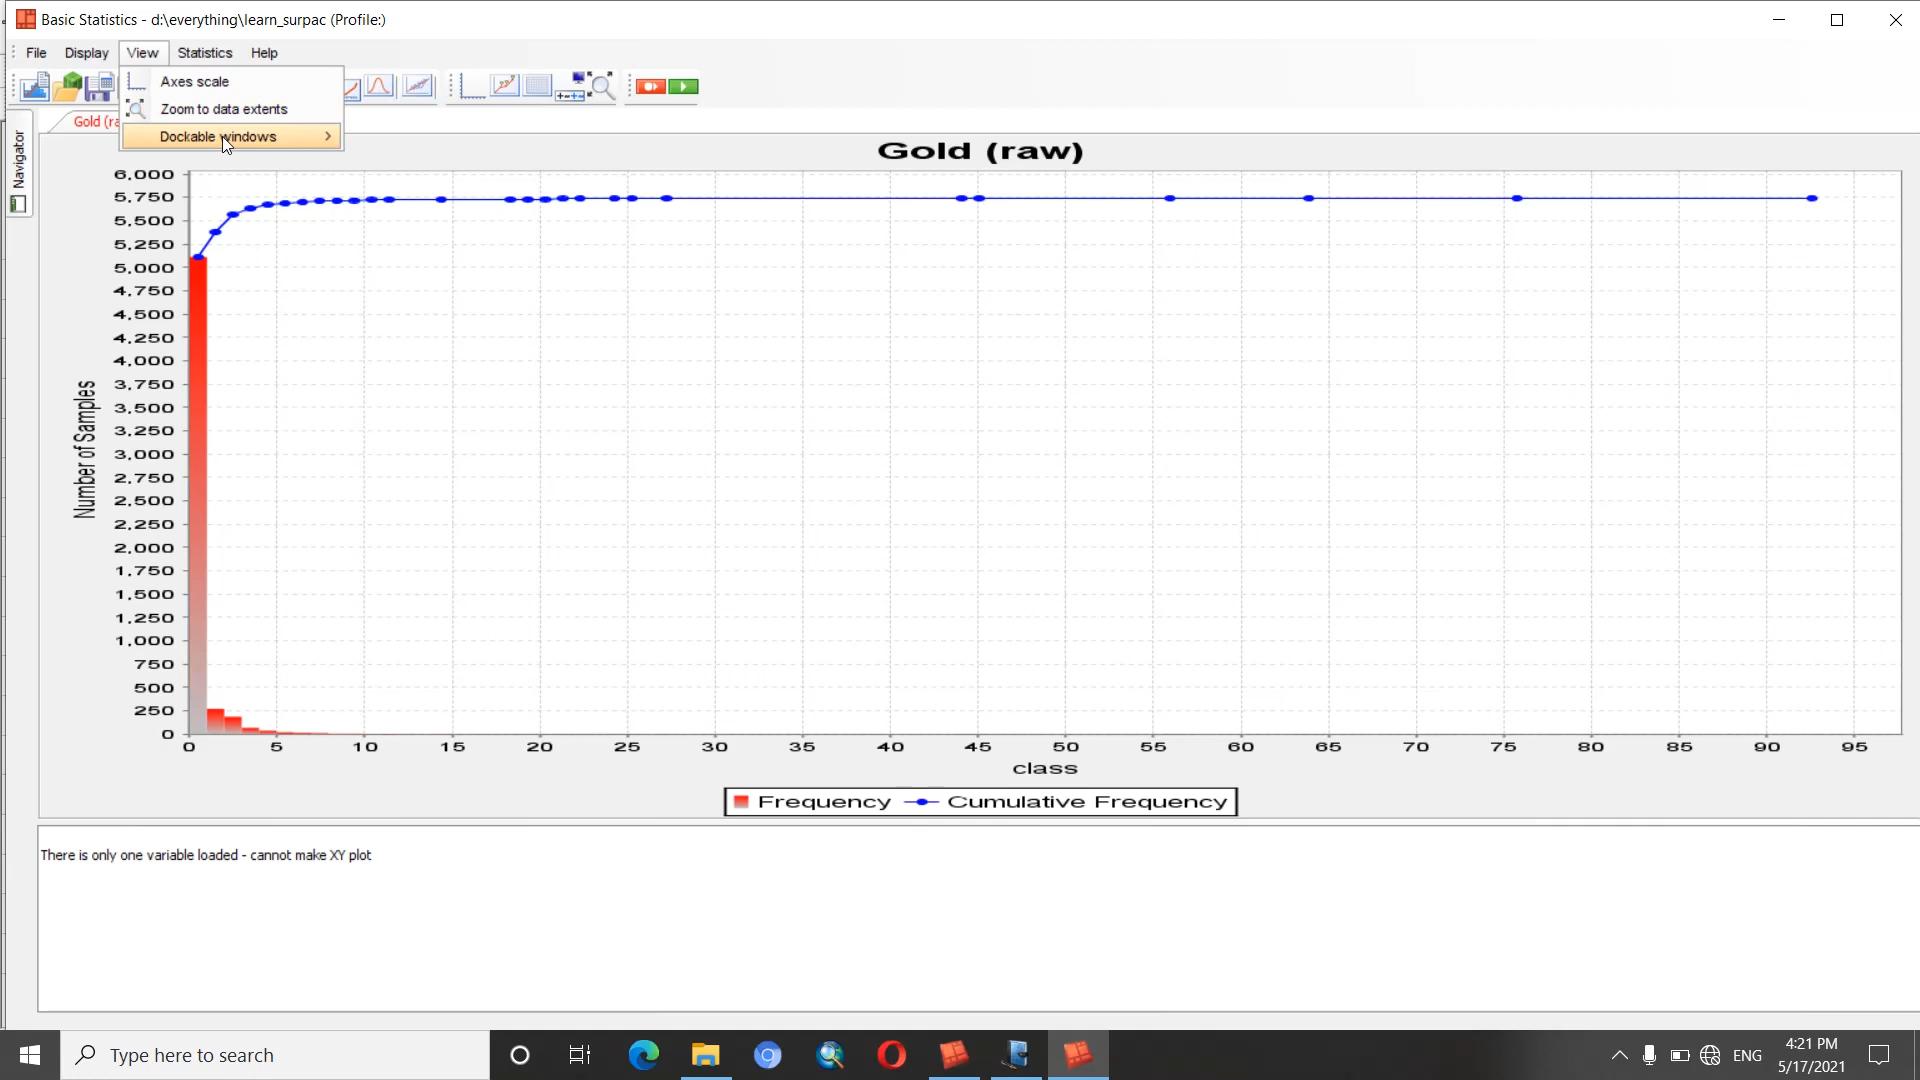 Basic Statistics - d:\everything\learn_surpac (Profile:)
File Display View Statistics Help
Axes scale
Zoom to data extents
Dockable windows
Gold (ra
Navigator
Gold (raw)
6,000
5,750
5,500
5,250
5,000
4,750
4,500
4,250
4,000
3,750
3,500
3,250
3,000
2,750
2,500
2,250
2,000
1,750
1,500
1,250
1,000
750
500
250
0
Number of Samples
0 5 10 15 20 25 30 35 40 45 50 55 60 65 70 75 80 85 90 95
class
Frequency Cumulative Frequency
There is only one variable loaded - cannot make XY plot
Type here to search
ENG
4:21 PM
5/17/2021